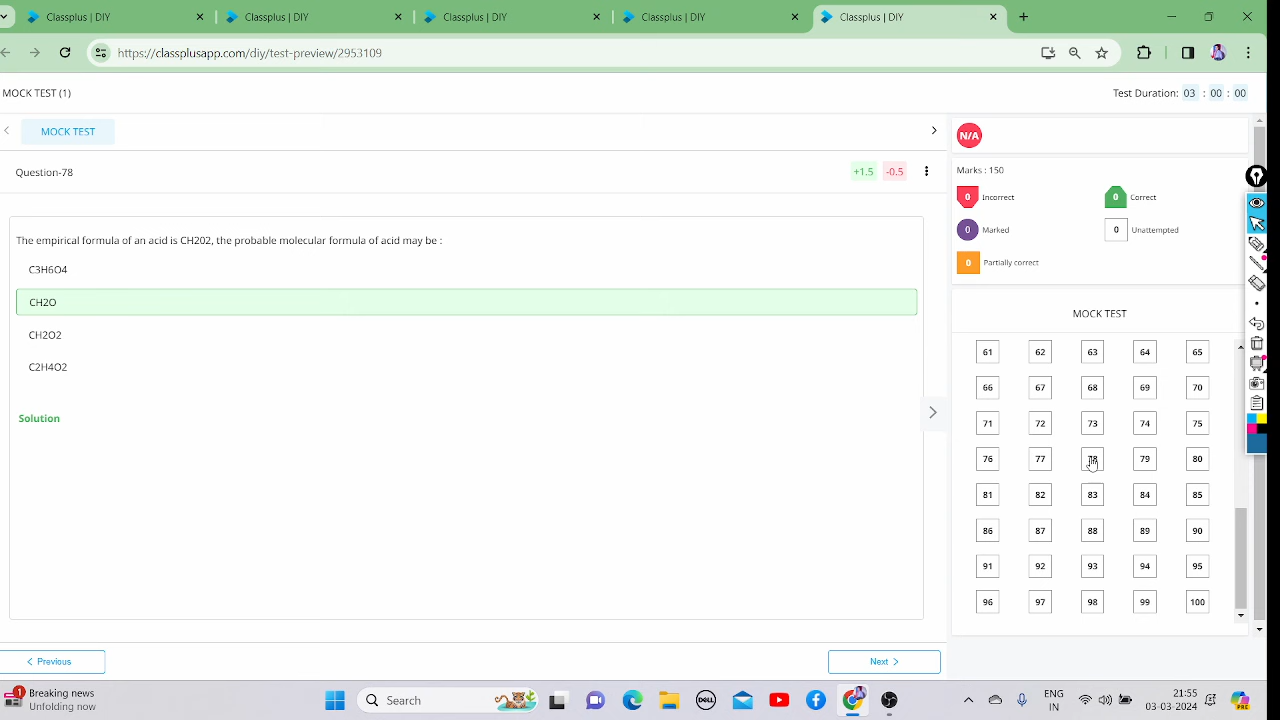 Classplus | DIY
Classplus | DIY
Classplus | DIY
Classplus | DIY
Classplus | DIY
https://classplusapp.com/diy/test-preview/2953109
MOCK TEST (1)
Test Duration: 03 : 00 : 00
MOCK TEST
N/A
Question-78
+1.5 -0.5
Marks : 150
0 Incorrect
0 Correct
0 Marked
0 Unattempted
0 Partially correct
The empirical formula of an acid is CH202, the probable molecular formula of acid may be :
C3H6O4
CH2O
CH2O2
C2H4O2
Solution
MOCK TEST
61 62 63 64 65
66 67 68 69 70
71 72 73 74 75
76 77 78 79 80
81 82 83 84 85
86 87 88 89 90
91 92 93 94 95
96 97 98 99 100
Previous
Next
1
Breaking news
Unfolding now
Search
DELL
ENG
IN
21:55
03-03-2024
PRE